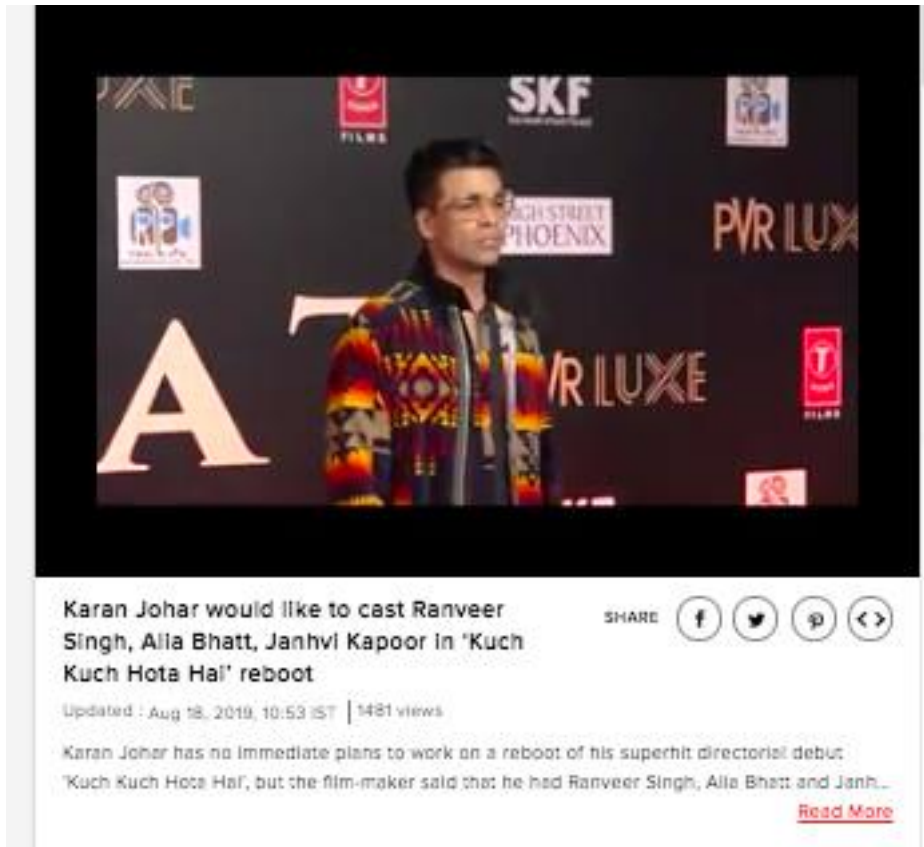 SKF
FILMS
HIGH STREET
PHOENIX
PVR LUX
A
VR LUXE
FILMS
Karan Johar would like to cast Ranveer
Singh, Alia Bhatt, Janhvi Kapoor in 'Kuch
Kuch Hota Hai' reboot
SHARE
Updated : Aug 18, 2019, 10:53 IST | 1481 views
Karan Johar has no immediate plans to work on a reboot of his superhit directorial debut
'Kuch Kuch Hota Hai', but the film-maker said that he had Ranveer Singh, Alia Bhatt and Janh...
Read More